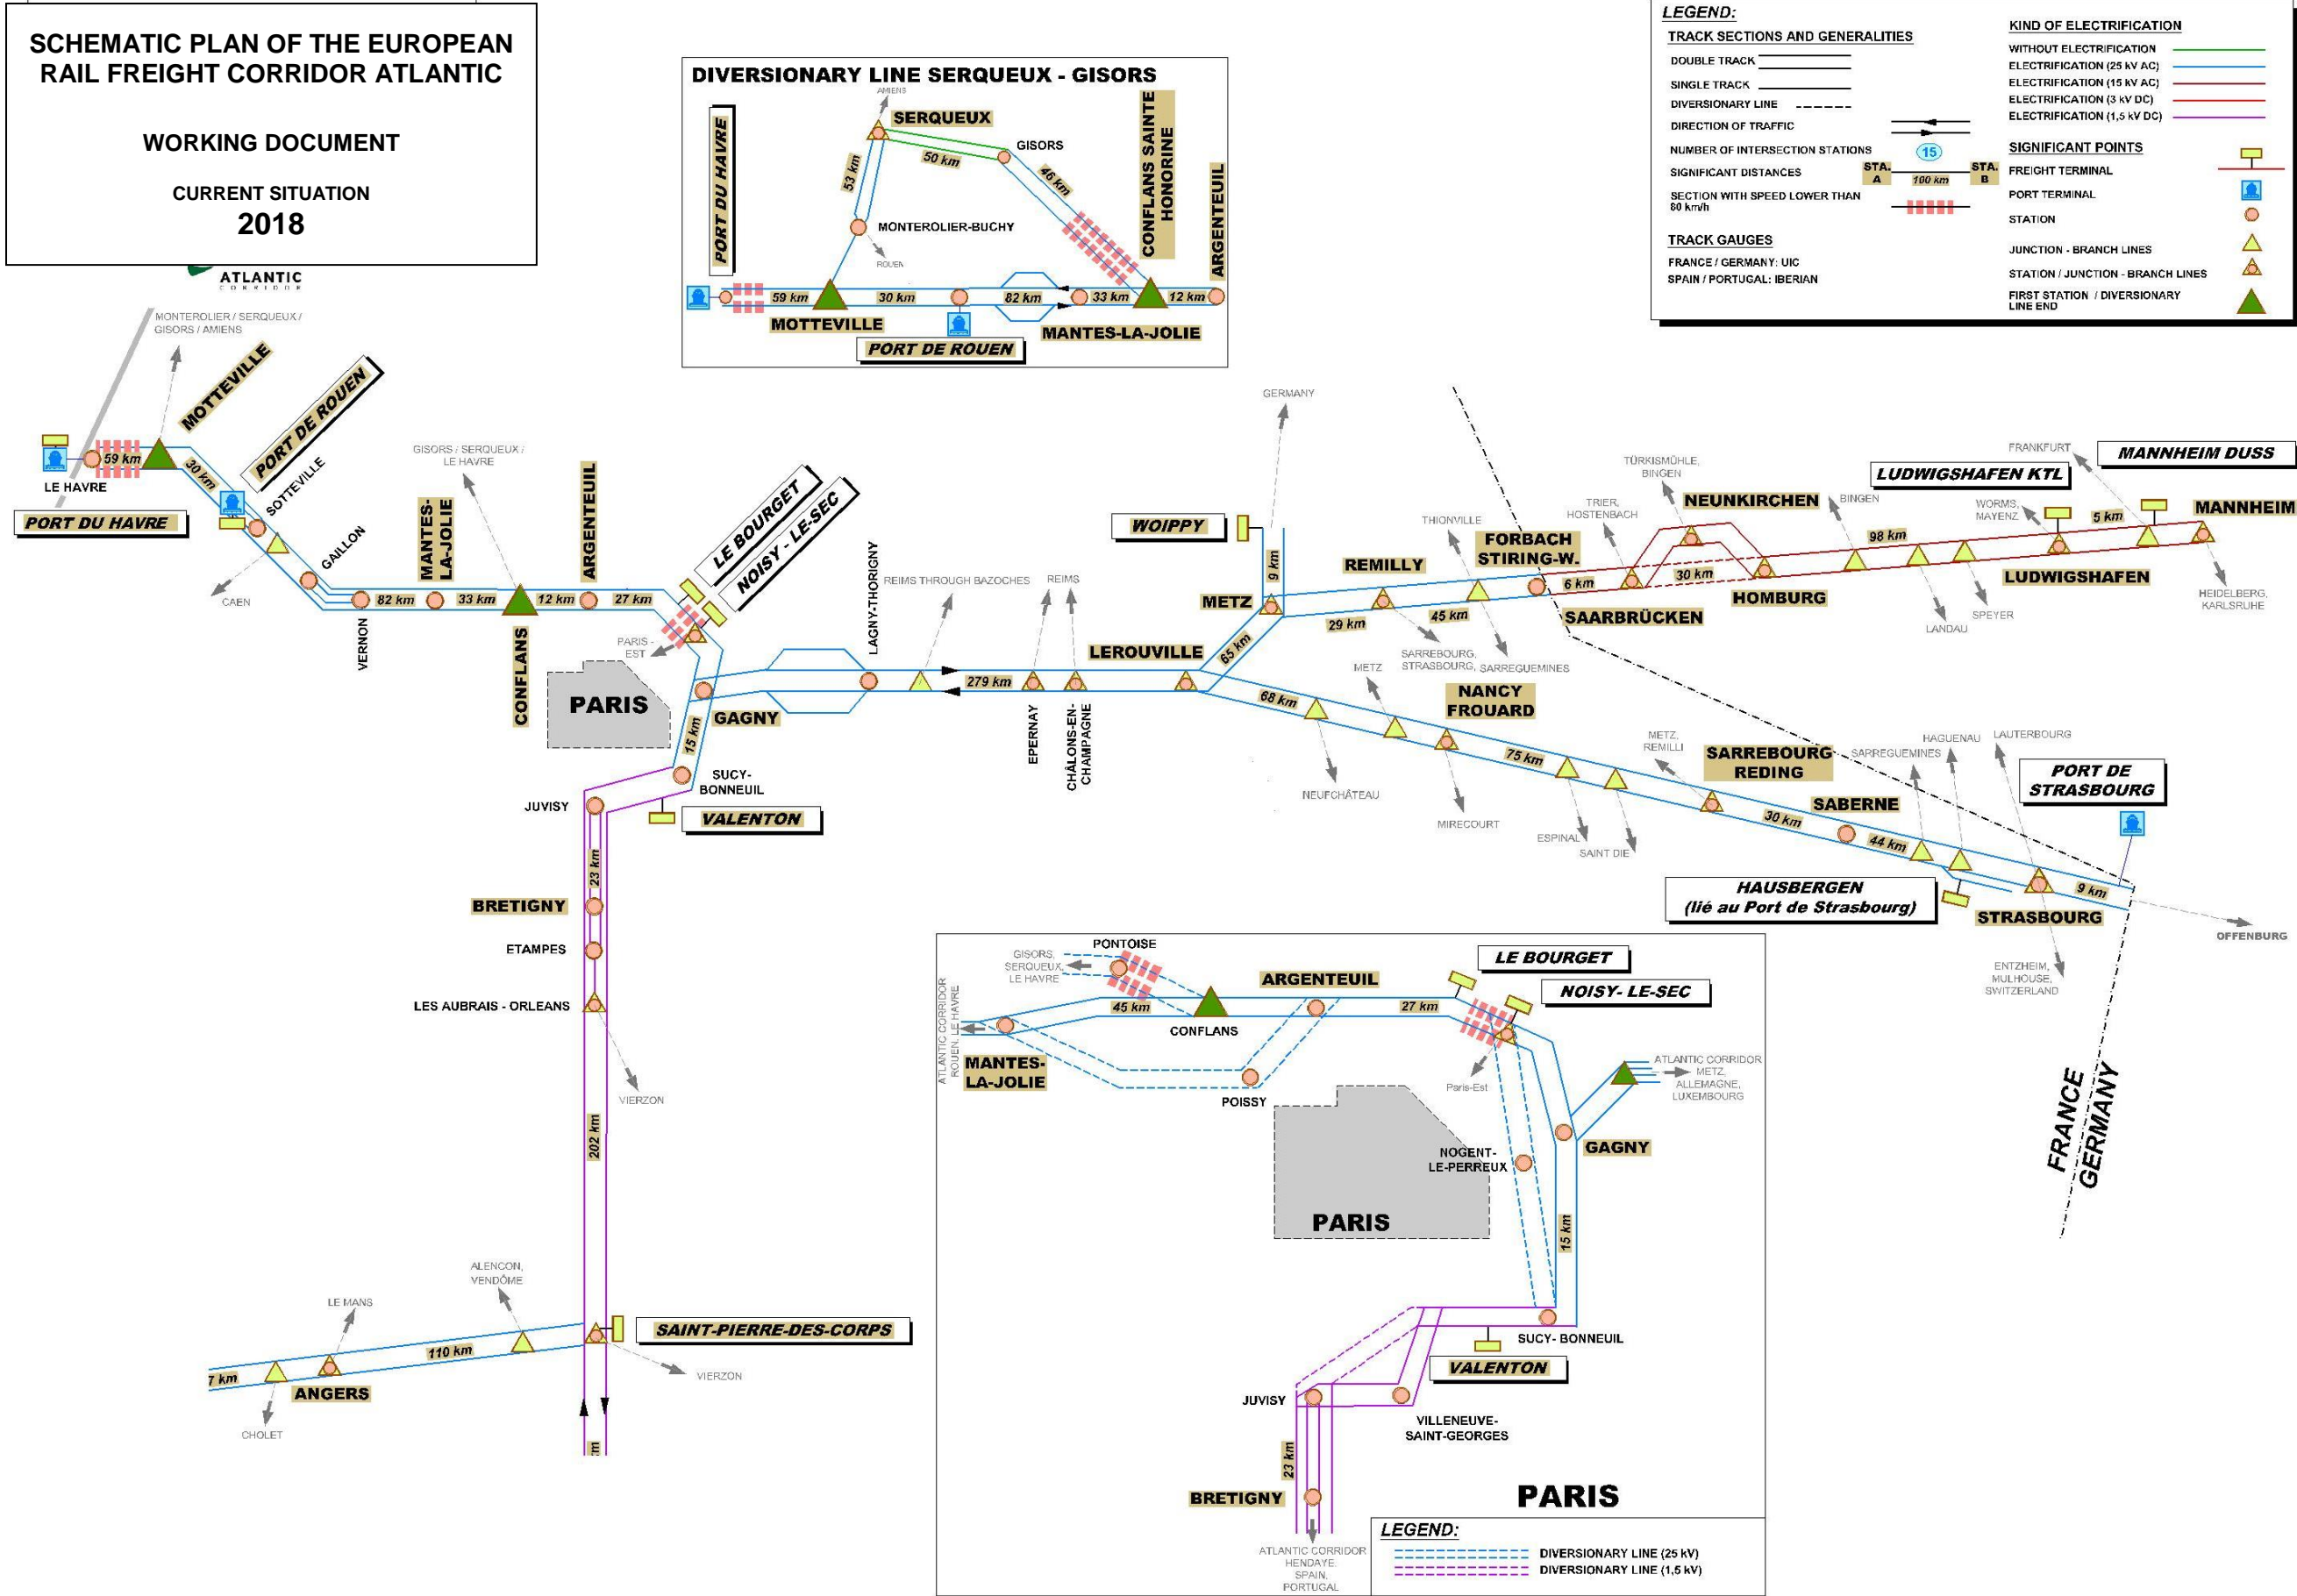 SCHEMATIC PLAN OF THE EUROPEAN
RAIL FREIGHT CORRIDOR ATLANTIC
WORKING DOCUMENT
CURRENT SITUATION
2018
ATLANTIC
CORRIDOR
DIVERSIONARY LINE SERQUEUX - GISORS
AMIENS
SERQUEUX
GISORS
50 km
53 km
46 km
PORT DU HAVRE
CONFLANS SAINTE
HONORINE
ARGENTEUIL
MONTEROLIER-BUCHY
ROUEN
59 km
30 km
82 km
33 km
12 km
MOTTEVILLE
MANTES-LA-JOLIE
PORT DE ROUEN
LEGEND:
TRACK SECTIONS AND GENERALITIES
DOUBLE TRACK
SINGLE TRACK
DIVERSIONARY LINE
DIRECTION OF TRAFFIC
NUMBER OF INTERSECTION STATIONS
15
SIGNIFICANT DISTANCES
STA.
A
100 km
STA.
B
SECTION WITH SPEED LOWER THAN
80 km/h
TRACK GAUGES
FRANCE / GERMANY: UIC
SPAIN / PORTUGAL: IBERIAN
KIND OF ELECTRIFICATION
WITHOUT ELECTRIFICATION
ELECTRIFICATION (25 kV AC)
ELECTRIFICATION (15 kV AC)
ELECTRIFICATION (3 kV DC)
ELECTRIFICATION (1,5 kV DC)
SIGNIFICANT POINTS
FREIGHT TERMINAL
PORT TERMINAL
STATION
JUNCTION - BRANCH LINES
STATION / JUNCTION - BRANCH LINES
FIRST STATION / DIVERSIONARY
LINE END
MONTEROLIER / SERQUEUX /
GISORS / AMIENS
MOTTEVILLE
PORT DE ROUEN
59 km
LE HAVRE
PORT DU HAVRE
30 km
SOTTEVILLE
GAILLON
CAEN
GISORS / SERQUEUX /
LE HAVRE
MANTES-
LA-JOLIE
ARGENTEUIL
82 km
33 km
12 km
27 km
VERNON
CONFLANS
LE BOURGET
NOISY - LE-SEC
PARIS -
EST
PARIS
GAGNY
15 km
LAGNY-THORIGNY
REIMS THROUGH BAZOCHES
REIMS
279 km
EPERNAY
CHÂLONS-EN-
CHAMPAGNE
LEROUVILLE
65 km
GERMANY
WOIPPY
9 km
METZ
REMILLY
29 km
45 km
THIONVILLE
SARREBOURG,
STRASBOURG,
SARREGUEMINES
FORBACH
STIRING-W.
6 km
SAARBRÜCKEN
TRIER,
HOSTENBACH
TÜRKISMÜHLE,
BINGEN
NEUNKIRCHEN
30 km
HOMBURG
BINGEN
98 km
LANDAU
SPEYER
WORMS,
MAYENZ
LUDWIGSHAFEN KTL
LUDWIGSHAFEN
FRANKFURT
MANNHEIM DUSS
5 km
MANNHEIM
HEIDELBERG,
KARLSRUHE
68 km
METZ
NEUFCHÂTEAU
NANCY
FROUARD
MIRECOURT
75 km
ESPINAL
SAINT DIE
METZ,
REMILLI
SARREBOURG
REDING
30 km
SABERNE
44 km
SARREGUEMINES
HAGUENAU
LAUTERBOURG
PORT DE
STRASBOURG
HAUSBERGEN
(lié au Port de Strasbourg)
STRASBOURG
9 km
OFFENBURG
ENTZHEIM,
MULHOUSE,
SWITZERLAND
FRANCE
GERMANY
SUCY-
BONNEUIL
JUVISY
VALENTON
23 km
BRETIGNY
ETAMPES
LES AUBRAIS - ORLEANS
VIERZON
202 km
ALENCON,
VENDÔME
LE MANS
SAINT-PIERRE-DES-CORPS
VIERZON
110 km
7 km
ANGERS
CHOLET
km
GISORS,
SERQUEUX,
LE HAVRE
PONTOISE
ATLANTIC CORRIDOR
ROUEN, LE HAVRE
45 km
CONFLANS
ARGENTEUIL
27 km
LE BOURGET
NOISY- LE-SEC
MANTES-
LA-JOLIE
POISSY
Paris-Est
ATLANTIC CORRIDOR
METZ,
ALLEMAGNE,
LUXEMBOURG
GAGNY
NOGENT-
LE-PERREUX
PARIS
15 km
SUCY- BONNEUIL
VALENTON
JUVISY
VILLENEUVE-
SAINT-GEORGES
23 km
BRETIGNY
PARIS
ATLANTIC CORRIDOR
HENDAYE,
SPAIN,
PORTUGAL
LEGEND:
DIVERSIONARY LINE (25 kV)
DIVERSIONARY LINE (1,5 kV)